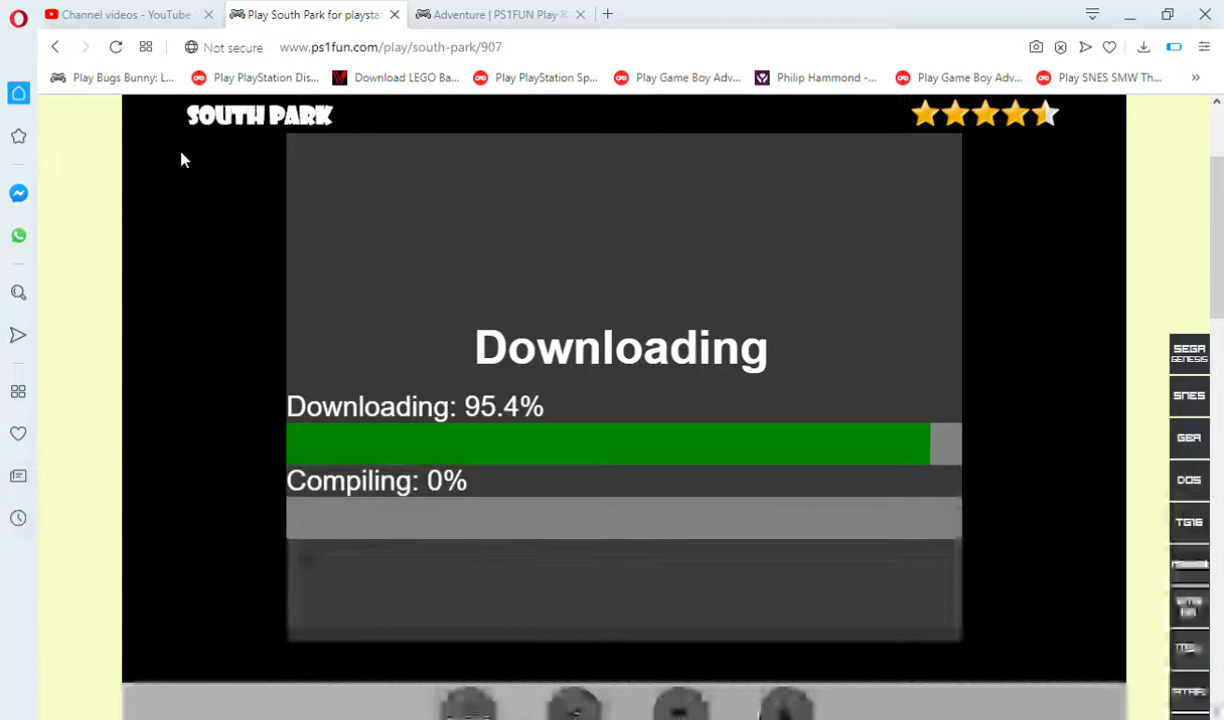 Channel videos - YouTube
Play South Park for playsta
Adventure | PS1FUN Play R
Not secure
www.ps1fun.com/play/south-park/907
Play Bugs Bunny: L...
Play PlayStation Dis...
Download LEGO Ba...
Play PlayStation Sp...
Play Game Boy Adv...
Philip Hammond -...
Play Game Boy Adv...
Play SNES SMW Th...
SOUTH PARK
Downloading
Downloading: 95.4%
Compiling: 0%
SEGA
GENESIS
SNES
GBA
DOS
TG16
ATARI